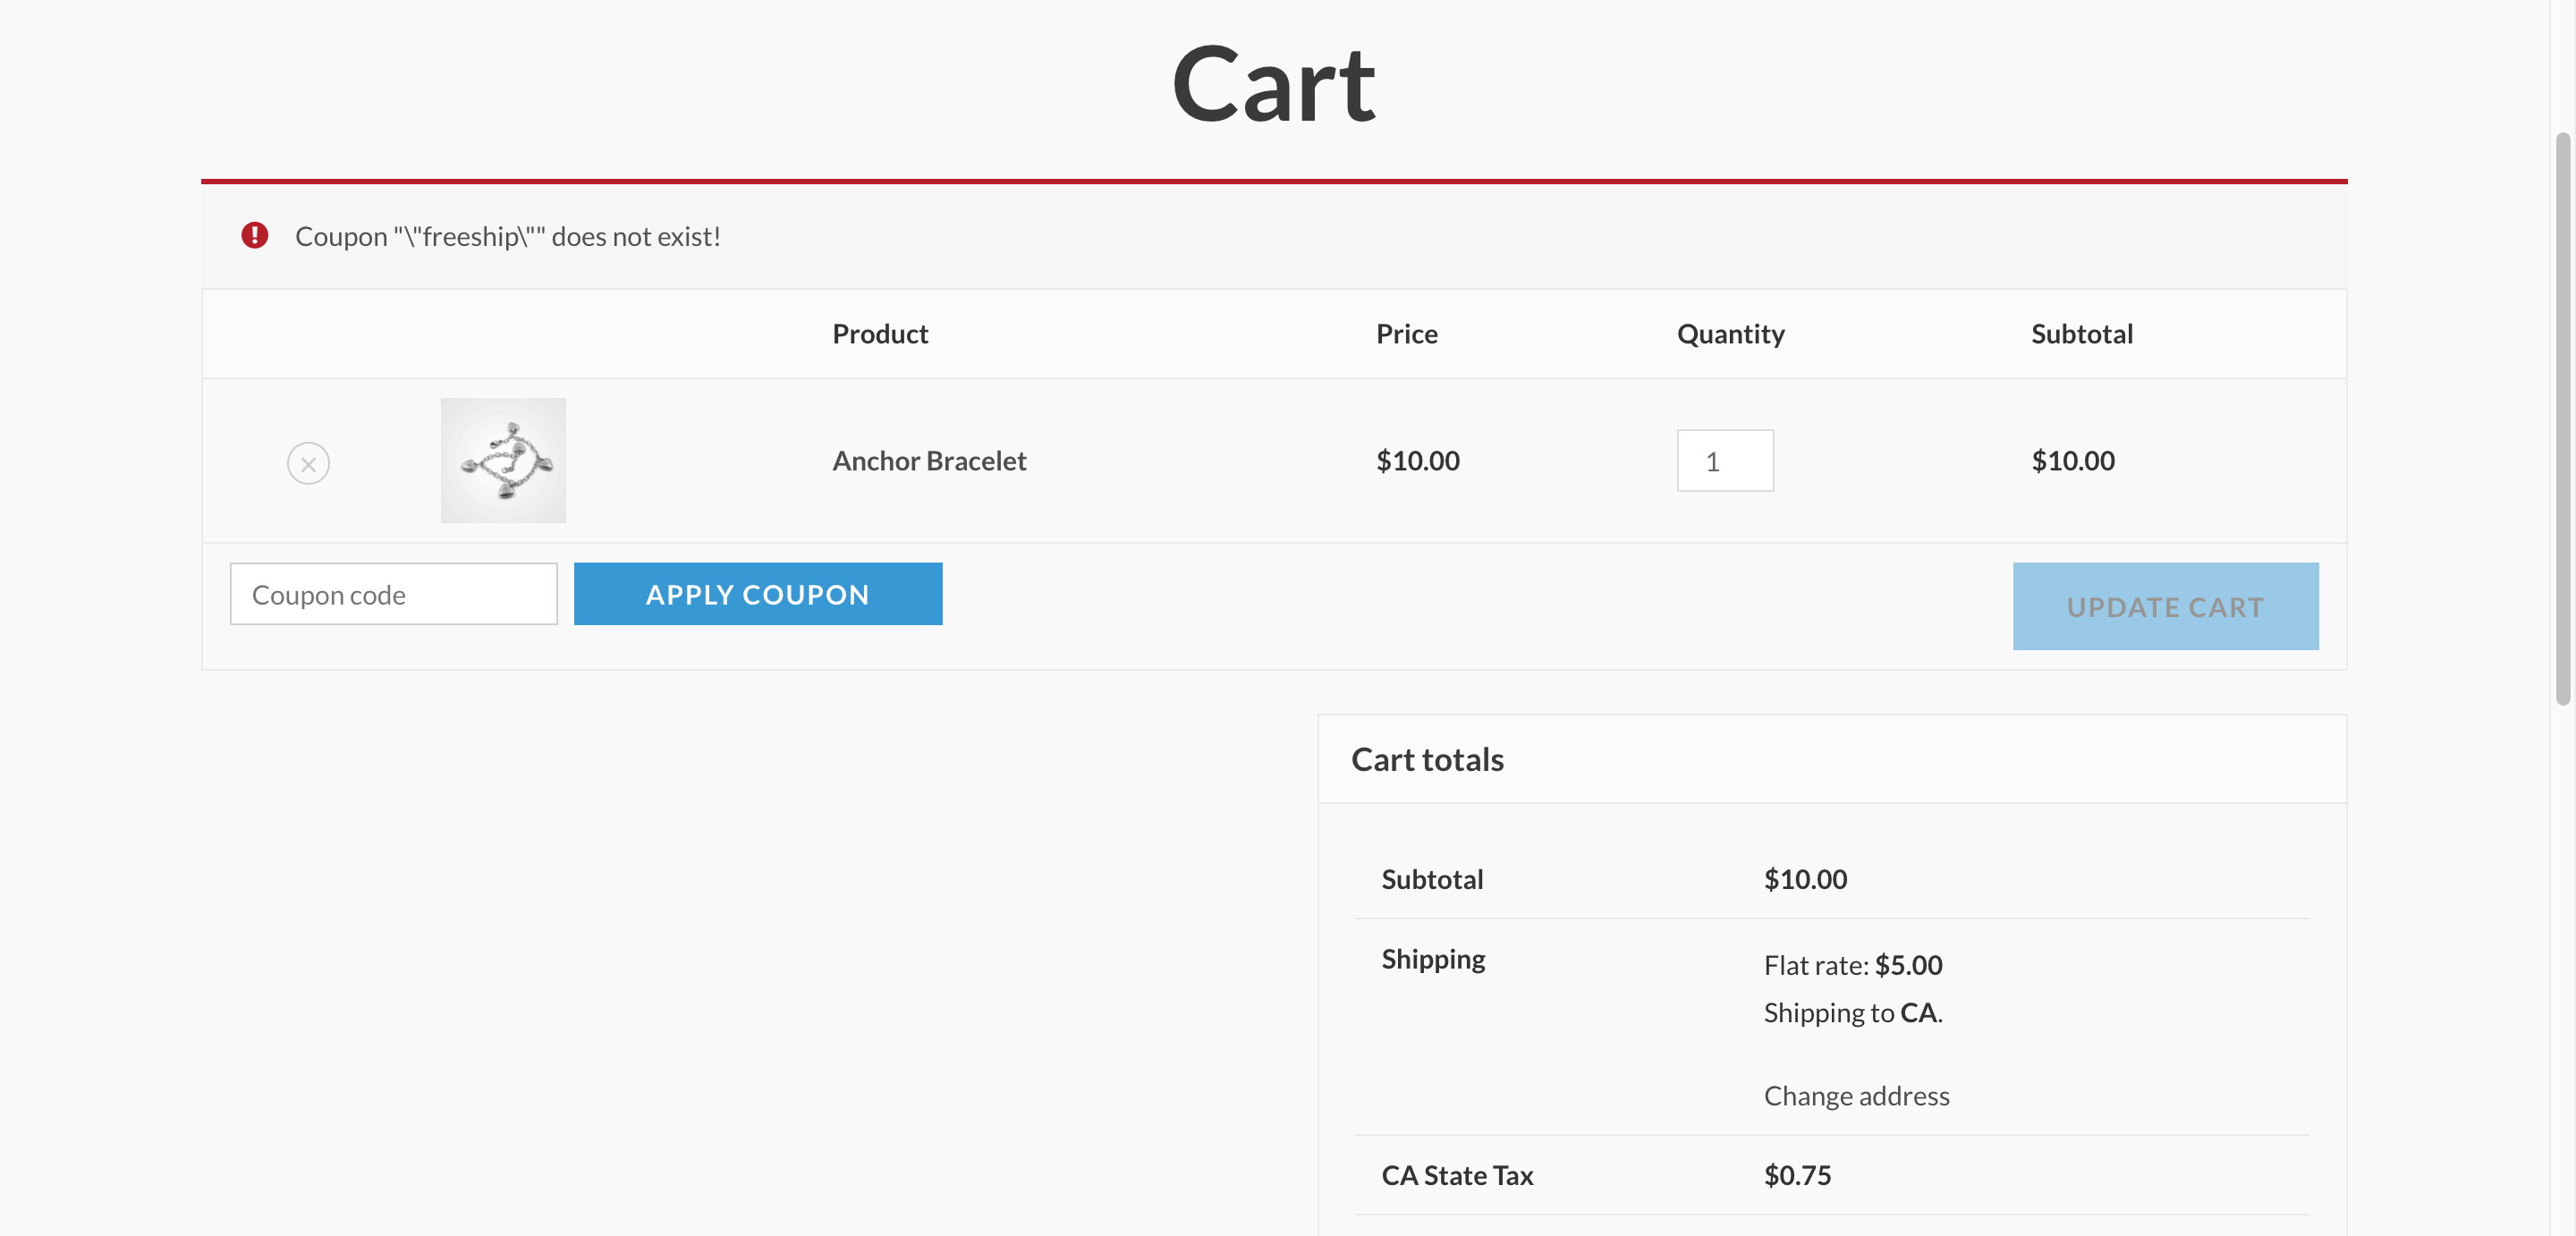 Cart
Coupon "\"freeship\"" does not exist!
Product Price Quantity Subtotal
Anchor Bracelet $10.00 1 $10.00
Coupon code APPLY COUPON UPDATE CART
Cart totals
Subtotal $10.00
Shipping Flat rate: $5.00
Shipping to CA.
Change address
CA State Tax $0.75